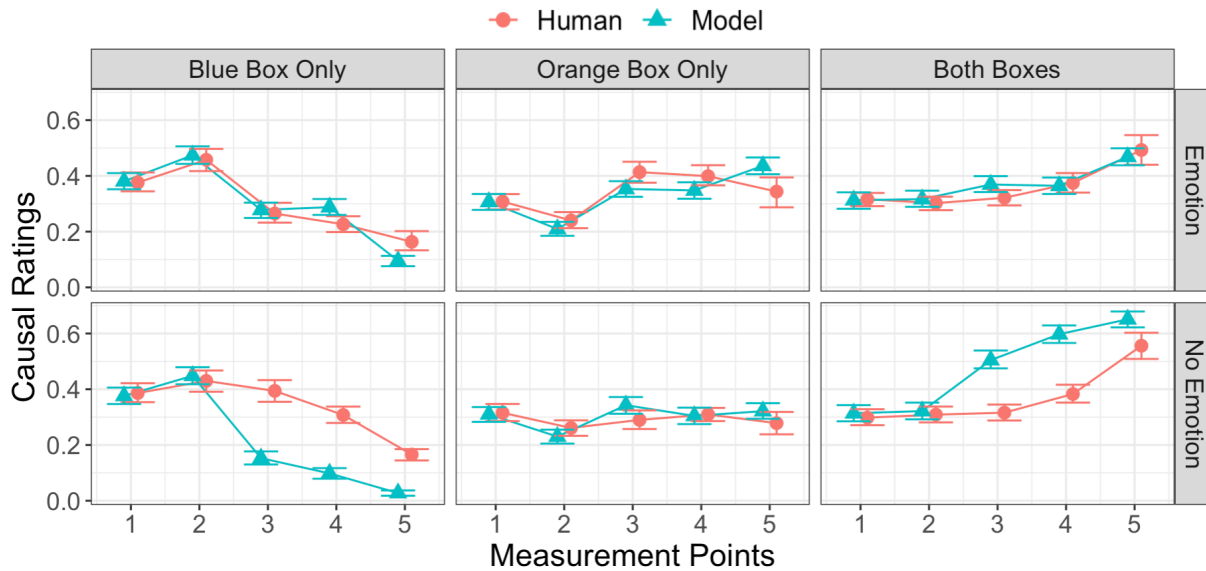 Human Model
Blue Box Only Orange Box Only Both Boxes
0.6
0.4
0.2
0.0
Emotion
0.6
0.4
0.2
0.0
No Emotion
Causal Ratings
1 2 3 4 5 1 2 3 4 5 1 2 3 4 5
Measurement Points